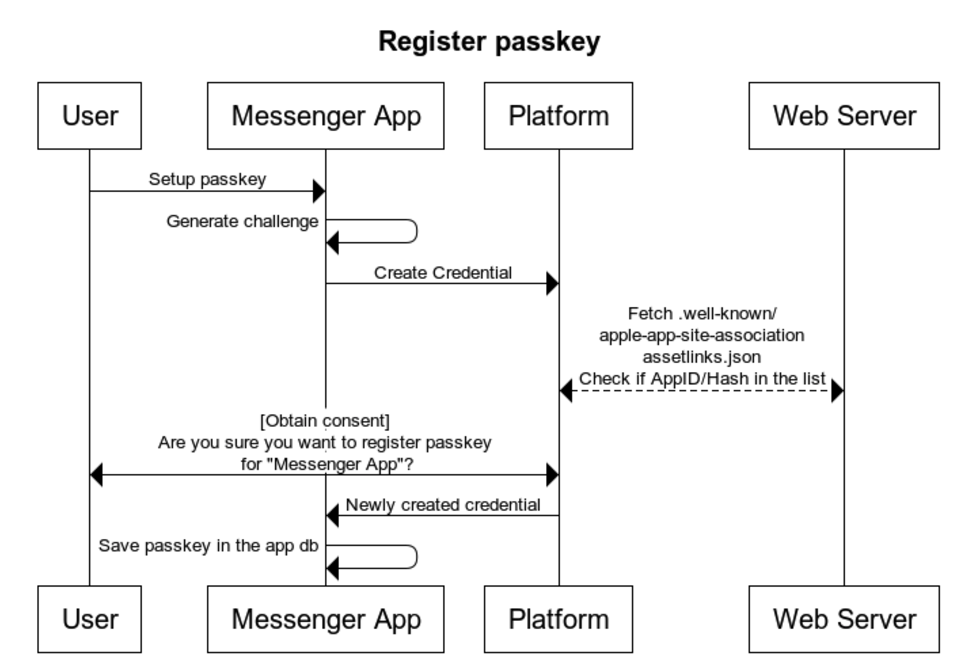 Register passkey
User
Messenger App
Platform
Web Server
Setup passkey
Generate challenge
Create Credential
Fetch .well-known/
apple-app-site-association
assetlinks.json
Check if AppID/Hash in the list
[Obtain consent]
Are you sure you want to register passkey
for "Messenger App"?
Newly created credential
Save passkey in the app db
User
Messenger App
Platform
Web Server